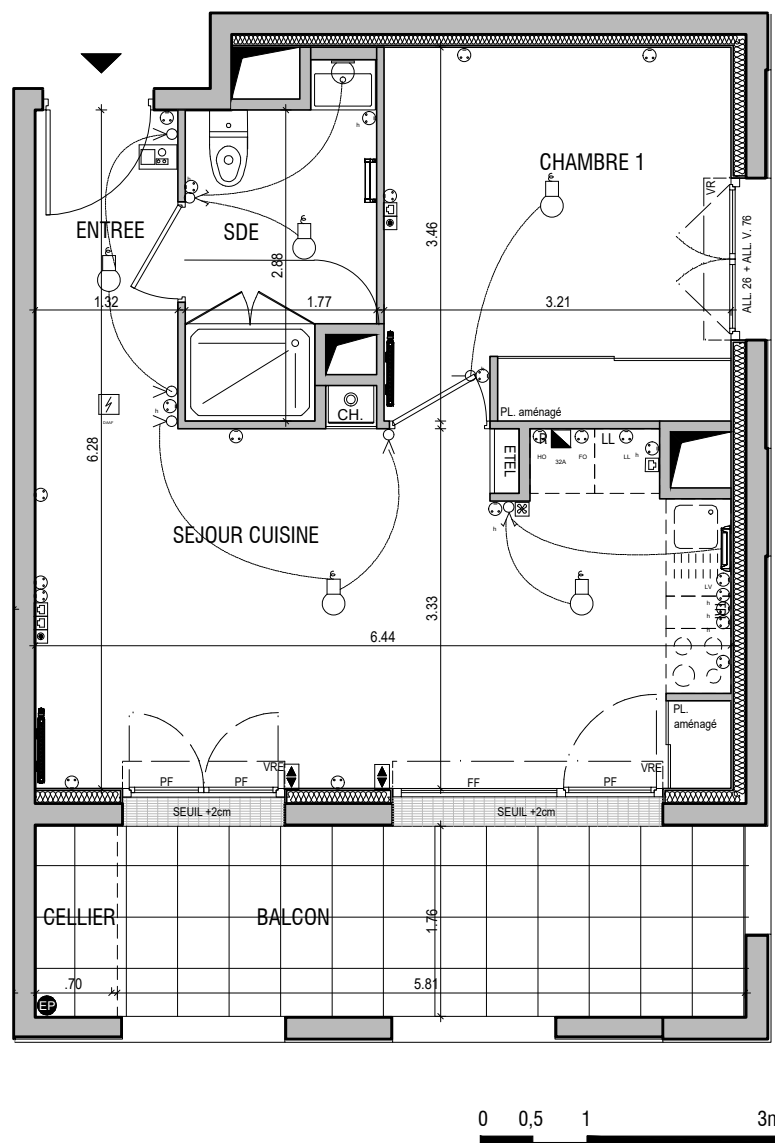 CHAMBRE 1
ENTREE
SDE
VR
ALL. 26 + ALL. V. 76
3.46
2.88
1.32
1.77
3.21
h
h
CH.
PL. aménagé
6.28
h
ETEL
R
LL
HO
32A
FO
LL
h
SEJOUR CUISINE
h
LV
h
h
h
3.33
6.44
PL.
aménagé
VRE
VRE
PF
PF
FF
PF
SEUIL +2cm
SEUIL +2cm
CELLIER
BALCON
1.76
.70
5.81
EP
0 0,5 1 3m